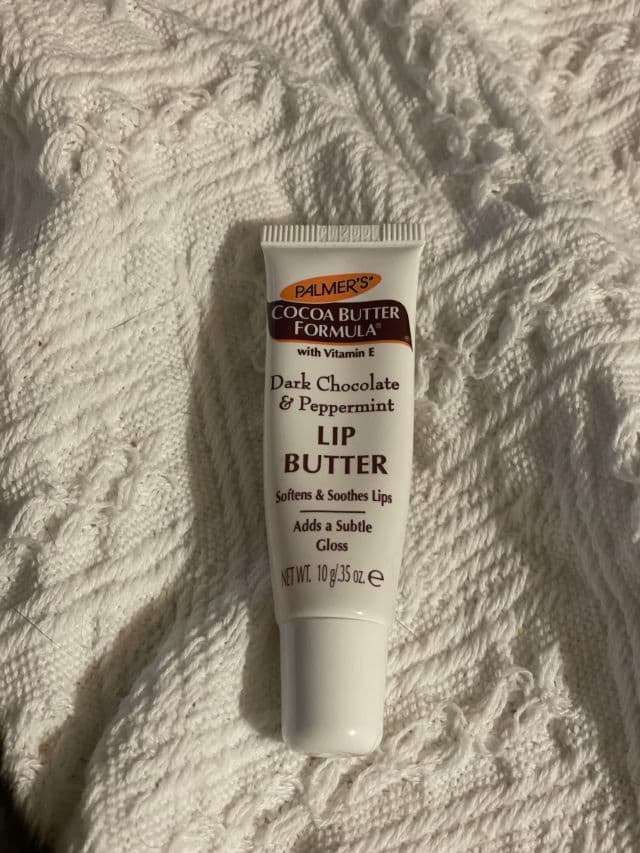 PALMER'S®
COCOA BUTTER
FORMULA®
with Vitamin E
Dark Chocolate
& Peppermint
LIP
BUTTER
Softens & Soothes Lips
Adds a Subtle
Gloss
NET WT. 10 g/.35 oz. ℮